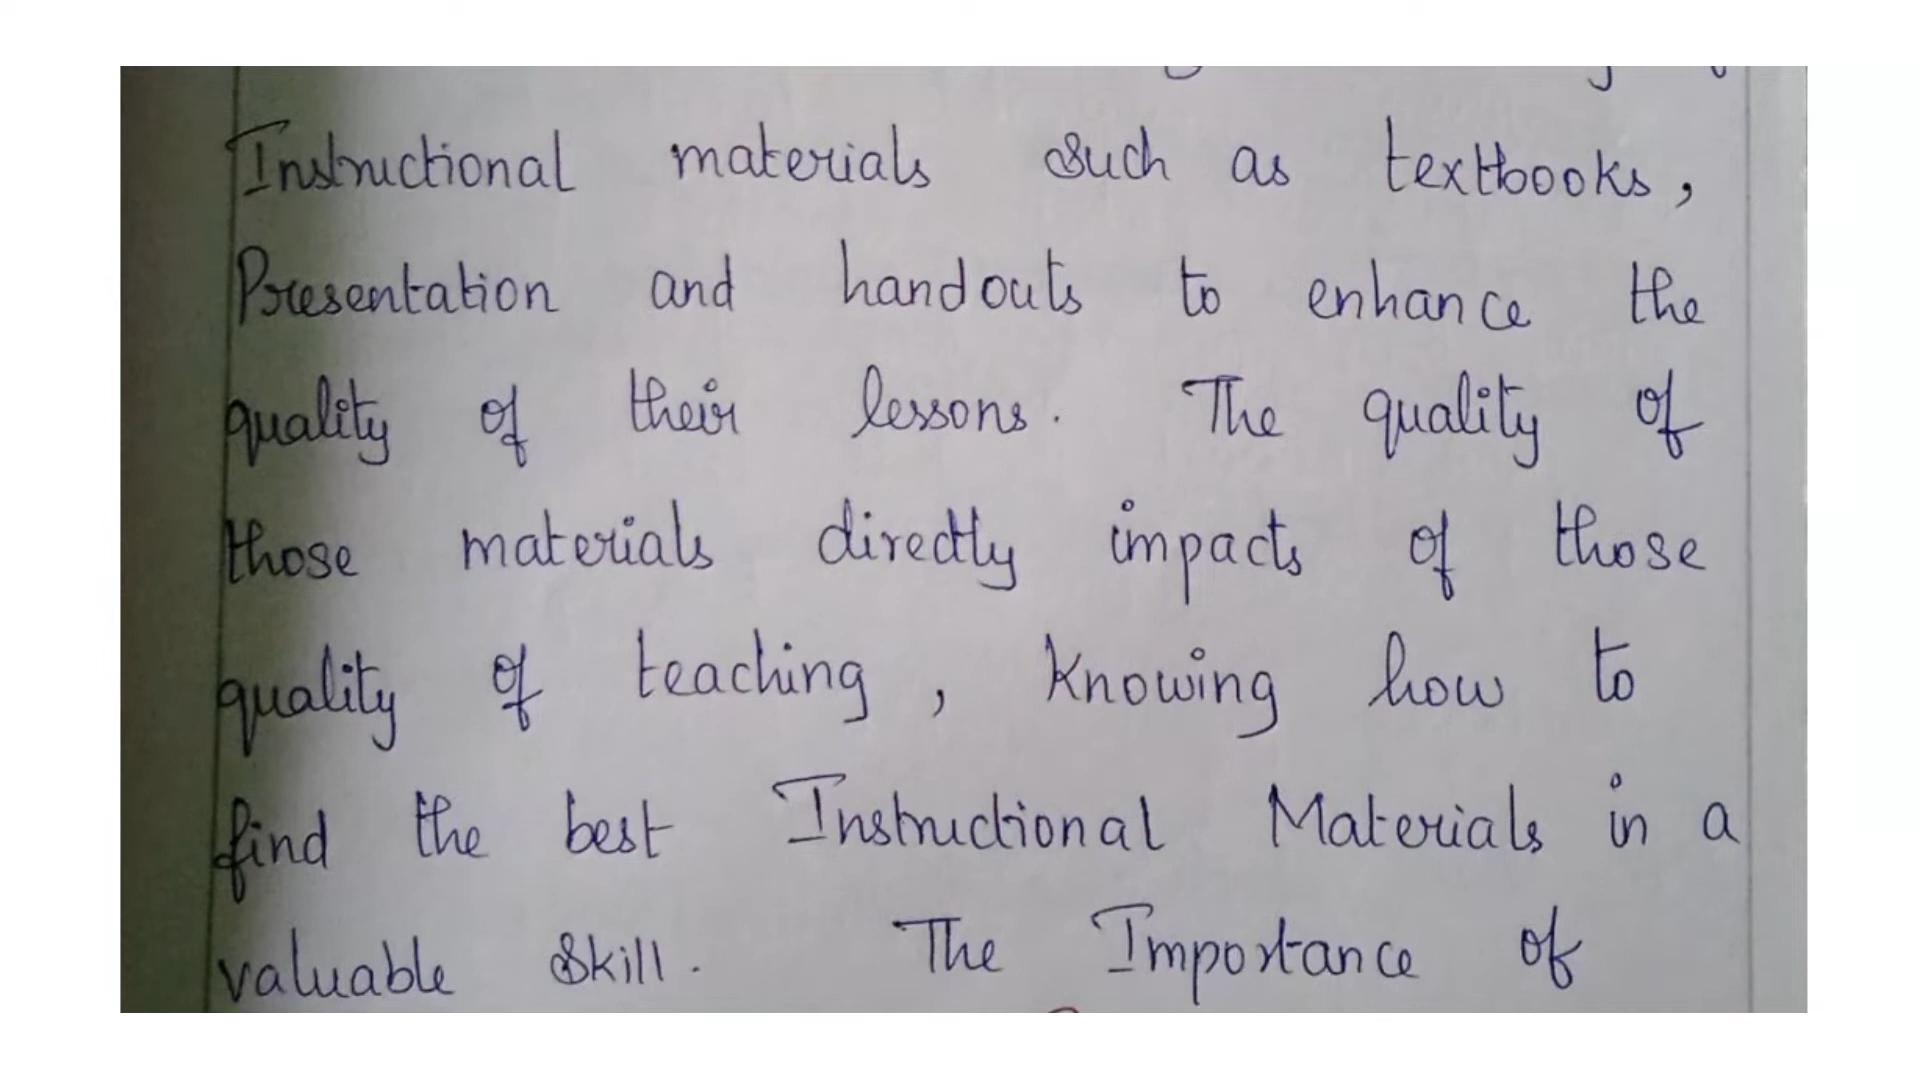 Instructional materials such as textbooks,
Presentation and handouts to enhance the
quality of their lessons. The quality of
those materials directly impacts of those
quality of teaching, Knowing how to
find the best Instructional Materials in a
valuable skill. The Importance of